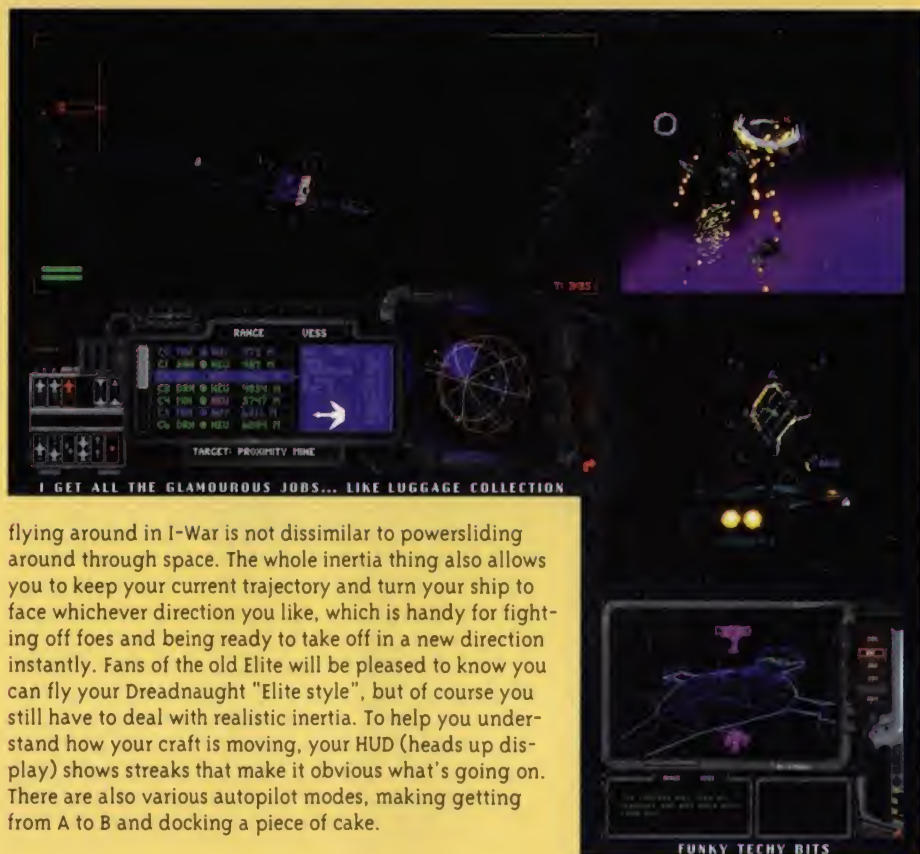 T: 3:35
RANGE VESS
TARGET: PROXIMITY MINE
I GET ALL THE GLAMOUROUS JOBS... LIKE LUGGAGE COLLECTION
flying around in I-War is not dissimilar to powersliding
around through space. The whole inertia thing also allows
you to keep your current trajectory and turn your ship to
face whichever direction you like, which is handy for fight-
ing off foes and being ready to take off in a new direction
instantly. Fans of the old Elite will be pleased to know you
can fly your Dreadnaught "Elite style", but of course you
still have to deal with realistic inertia. To help you under-
stand how your craft is moving, your HUD (heads up dis-
play) shows streaks that make it obvious what's going on.
There are also various autopilot modes, making getting
from A to B and docking a piece of cake.
FUNKY TECHY BITS